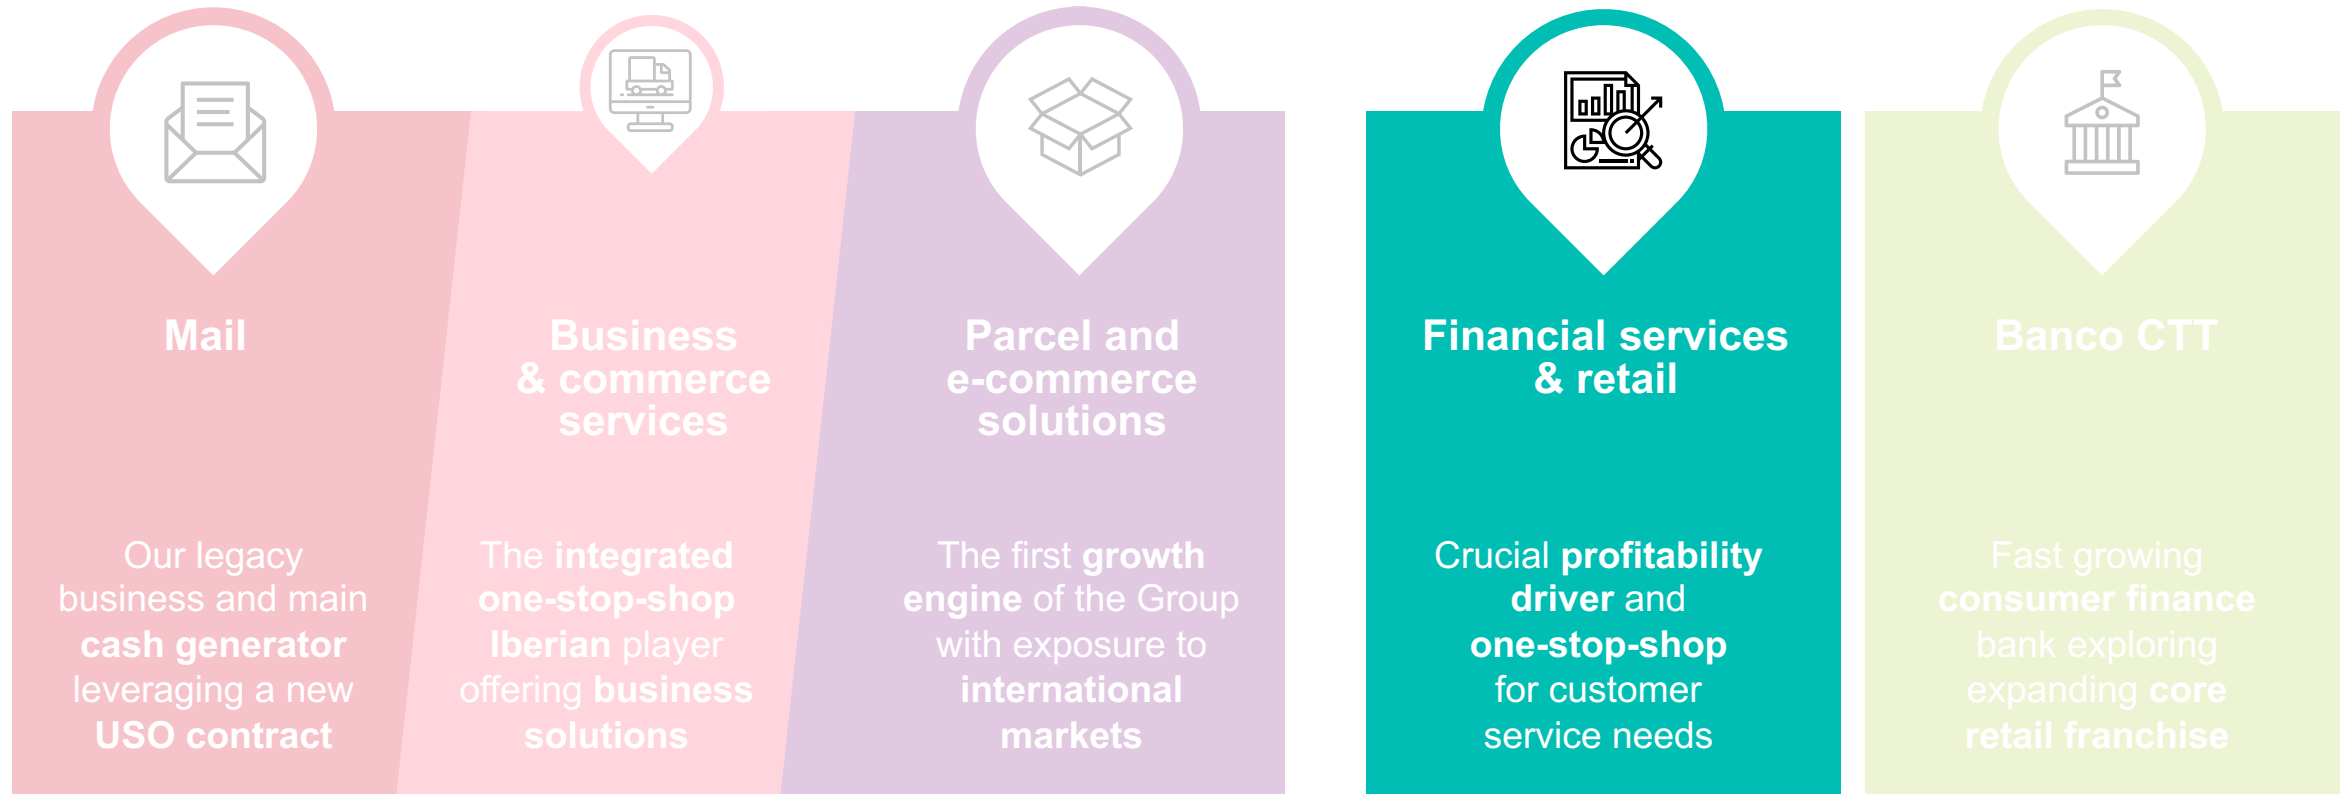 Mail
Our legacy
business and main
cash generator
leveraging a new
USO contract
Business
& commerce
services
The integrated
one-stop-shop
Iberian player
offering business
solutions
Parcel and
e-commerce
solutions
The first growth
engine of the Group
with exposure to
international
markets
Financial services
& retail
Crucial profitability
driver and
one-stop-shop
for customer
service needs
Banco CTT
Fast growing
consumer finance
bank exploring
expanding core
retail franchise